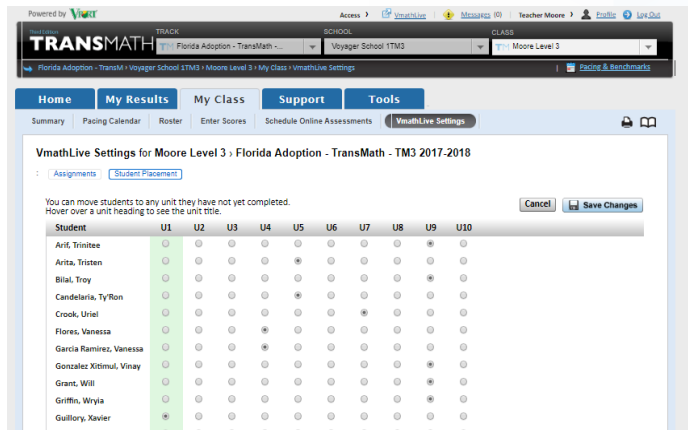 Powered by VPORT Access VmathLive Messages (0) Teacher Moore Profile Log Out
Third Edition TRACK SCHOOL CLASS
TRANSMATH TM Florida Adoption - TransMath -... Voyager School 1TM3 TM Moore Level 3
Florida Adoption - TransM › Voyager School 1TM3 › Moore Level 3 › My Class › VmathLive Settings Pacing & Benchmarks
Home My Results My Class Support Tools
Summary Pacing Calendar Roster Enter Scores Schedule Online Assessments VmathLive Settings
VmathLive Settings for Moore Level 3 › Florida Adoption - TransMath - TM3 2017-2018
: Assignments Student Placement
You can move students to any unit they have not yet completed.
Hover over a unit heading to see the unit title.
Cancel Save Changes
Student U1 U2 U3 U4 U5 U6 U7 U8 U9 U10
Arif, Trinitee
Arita, Tristen
Bilal, Troy
Candelaria, Ty'Ron
Crook, Uriel
Flores, Vanessa
Garcia Ramirez, Vanessa
Gonzalez Xitimul, Vinay
Grant, Will
Griffin, Wryia
Guillory, Xavier